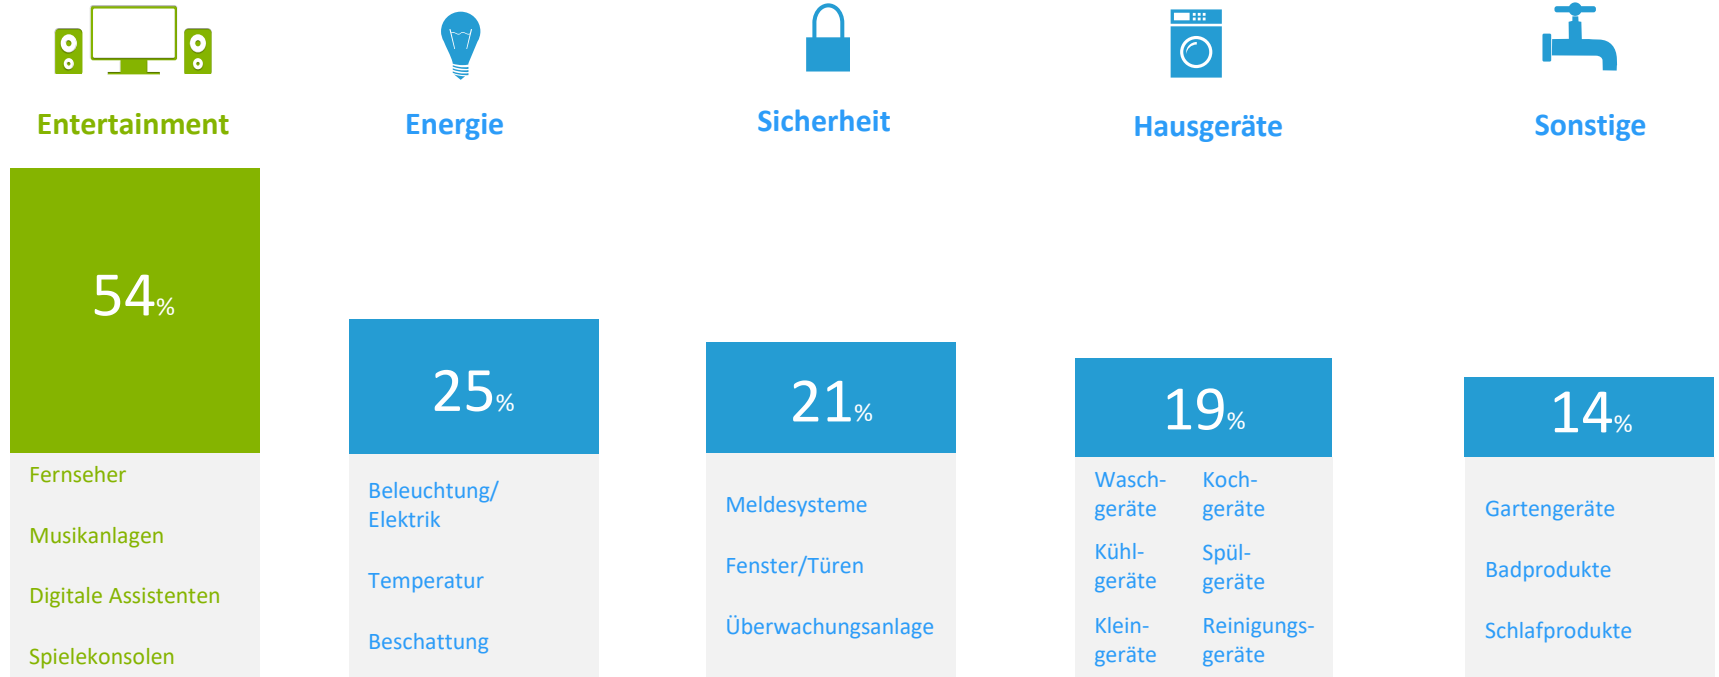 Entertainment
54%
Fernseher
Musikanlagen
Digitale Assistenten
Spielekonsolen
Energie
25%
Beleuchtung/
Elektrik
Temperatur
Beschattung
Sicherheit
21%
Meldesysteme
Fenster/Türen
Überwachungsanlage
Hausgeräte
19%
Wasch-
geräte
Kühl-
geräte
Klein-
geräte
Koch-
geräte
Spül-
geräte
Reinigungs-
geräte
Sonstige
14%
Gartengeräte
Badprodukte
Schlafprodukte